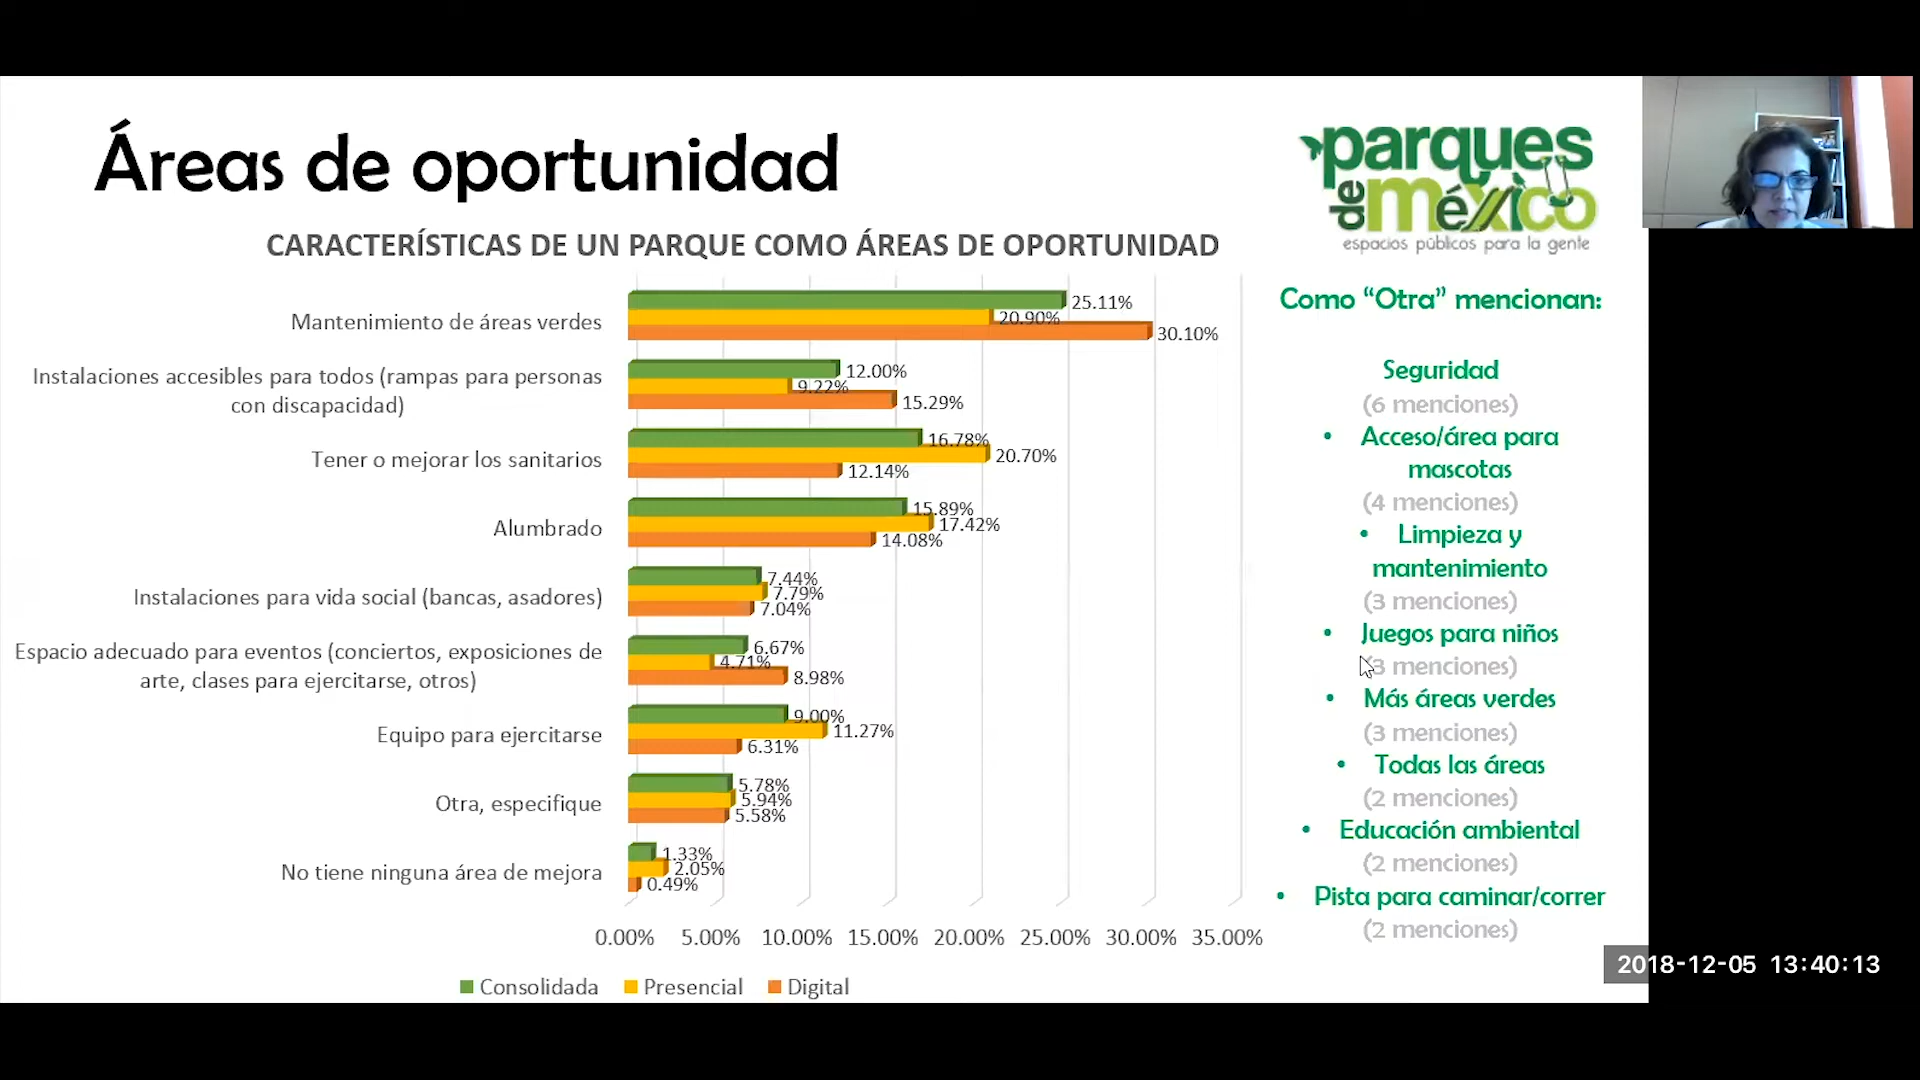 Áreas de oportunidad
parques
de méxico
espacios públicos para la gente
CARACTERÍSTICAS DE UN PARQUE COMO ÁREAS DE OPORTUNIDAD
Mantenimiento de áreas verdes
25.11%
20.90%
30.10%
Instalaciones accesibles para todos (rampas para personas
con discapacidad)
12.00%
9.22%
15.29%
Tener o mejorar los sanitarios
16.78%
20.70%
12.14%
Alumbrado
15.89%
17.42%
14.08%
Instalaciones para vida social (bancas, asadores)
7.44%
7.79%
7.04%
Espacio adecuado para eventos (conciertos, exposiciones de
arte, clases para ejercitarse, otros)
6.67%
4.71%
8.98%
Equipo para ejercitarse
9.00%
11.27%
6.31%
Otra, especifique
5.78%
5.94%
5.58%
No tiene ninguna área de mejora
1.33%
2.05%
0.49%
0.00% 5.00% 10.00% 15.00% 20.00% 25.00% 30.00% 35.00%
Consolidada Presencial Digital
Como “Otra” mencionan:
Seguridad
(6 menciones)
• Acceso/área para
mascotas
(4 menciones)
• Limpieza y
mantenimiento
(3 menciones)
• Juegos para niños
(3 menciones)
• Más áreas verdes
(3 menciones)
• Todas las áreas
(2 menciones)
• Educación ambiental
(2 menciones)
• Pista para caminar/correr
(2 menciones)
2018-12-05 13:40:13